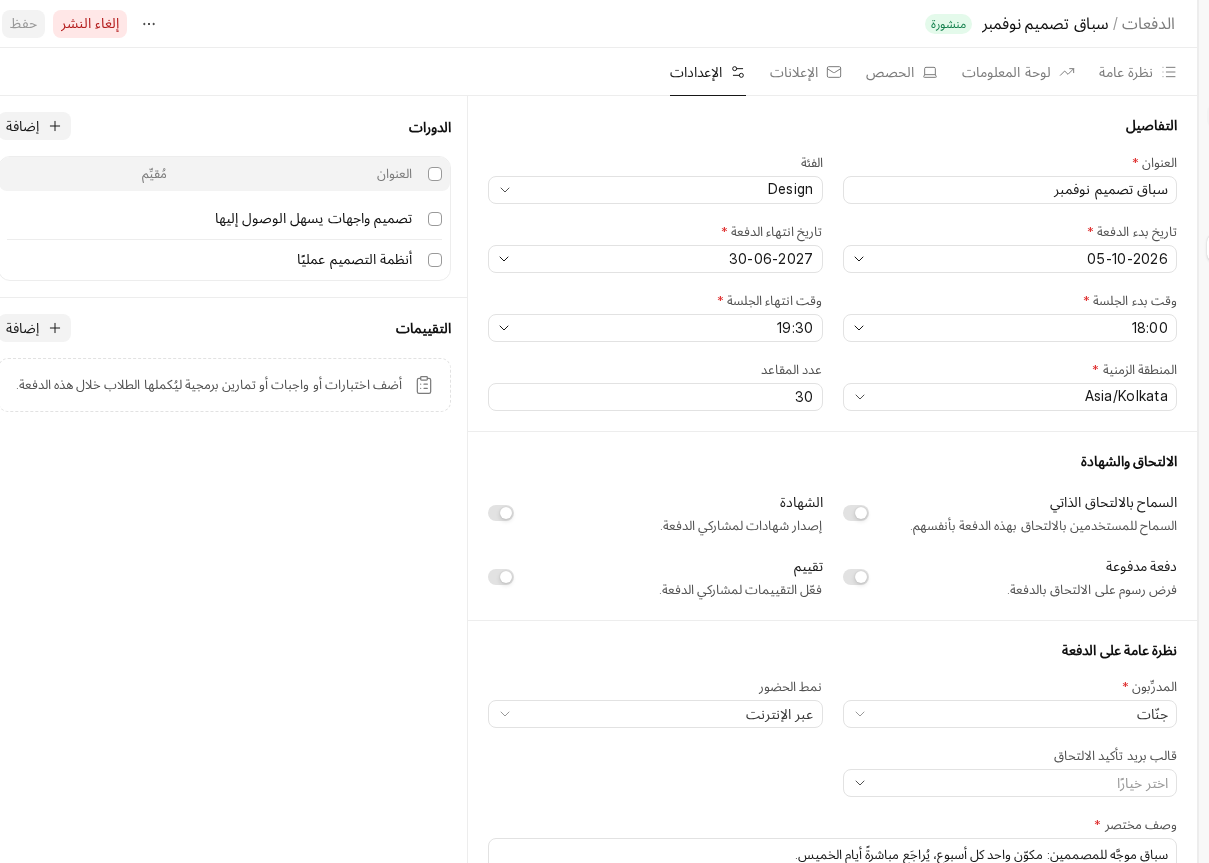 الدفعات / سباق تصميم نوفمبر منشورة
إلغاء النشر
حفظ
نظرة عامة
لوحة المعلومات
الحصص
الإعلانات
الإعدادات
التفاصيل
العنوان *
سباق تصميم نوفمبر
الفئة
Design
تاريخ بدء الدفعة *
05-10-2026
تاريخ انتهاء الدفعة *
30-06-2027
وقت بدء الجلسة *
18:00
وقت انتهاء الجلسة *
19:30
المنطقة الزمنية *
Asia/Kolkata
عدد المقاعد
30
الالتحاق والشهادة
السماح بالالتحاق الذاتي
السماح للمستخدمين بالالتحاق بهذه الدفعة بأنفسهم.
الشهادة
إصدار شهادات لمشاركي الدفعة.
دفعة مدفوعة
فرض رسوم على الالتحاق بالدفعة.
تقييم
فعّل التقييمات لمشاركي الدفعة.
نظرة عامة على الدفعة
المدرّبون *
جنّات
نمط الحضور
عبر الإنترنت
قالب بريد تأكيد الالتحاق
اختر خيارًا
وصف مختصر *
سباق موجَّه للمصممين: مكوّن واحد كل أسبوع، يُراجَع مباشرةً أيام الخميس.
الدورات
إضافة
العنوان
مُقيِّم
تصميم واجهات يسهل الوصول إليها
أنظمة التصميم عمليًا
التقييمات
إضافة
أضف اختبارات أو واجبات أو تمارين برمجية ليُكملها الطلاب خلال هذه الدفعة.